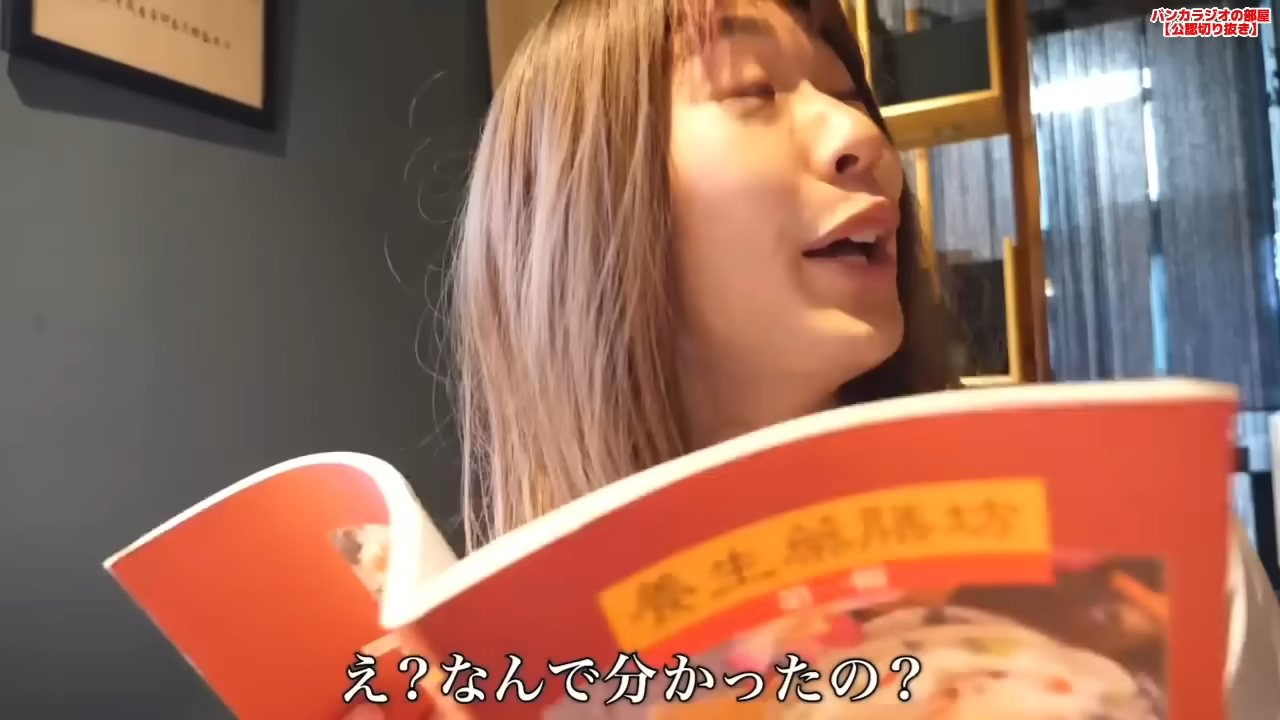 バンカラジオの部屋
【公認切り抜き】
養生藥膳坊
え？なんで分かったの？